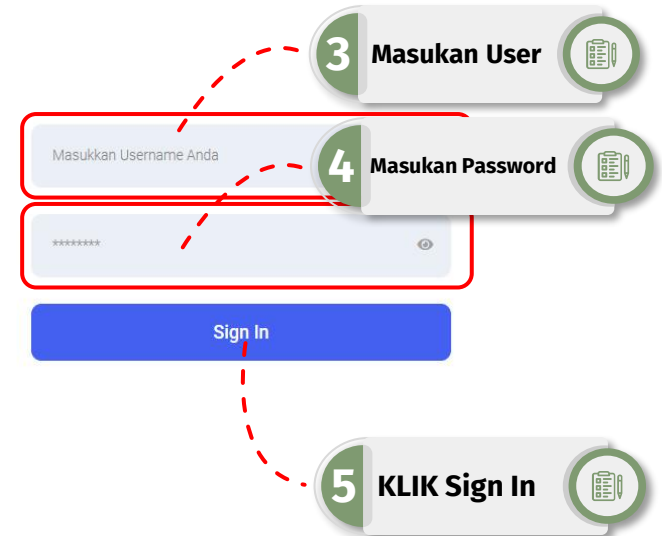 3 Masukan User
Masukkan Username Anda
4 Masukan Password
********
Sign In
5 KLIK Sign In